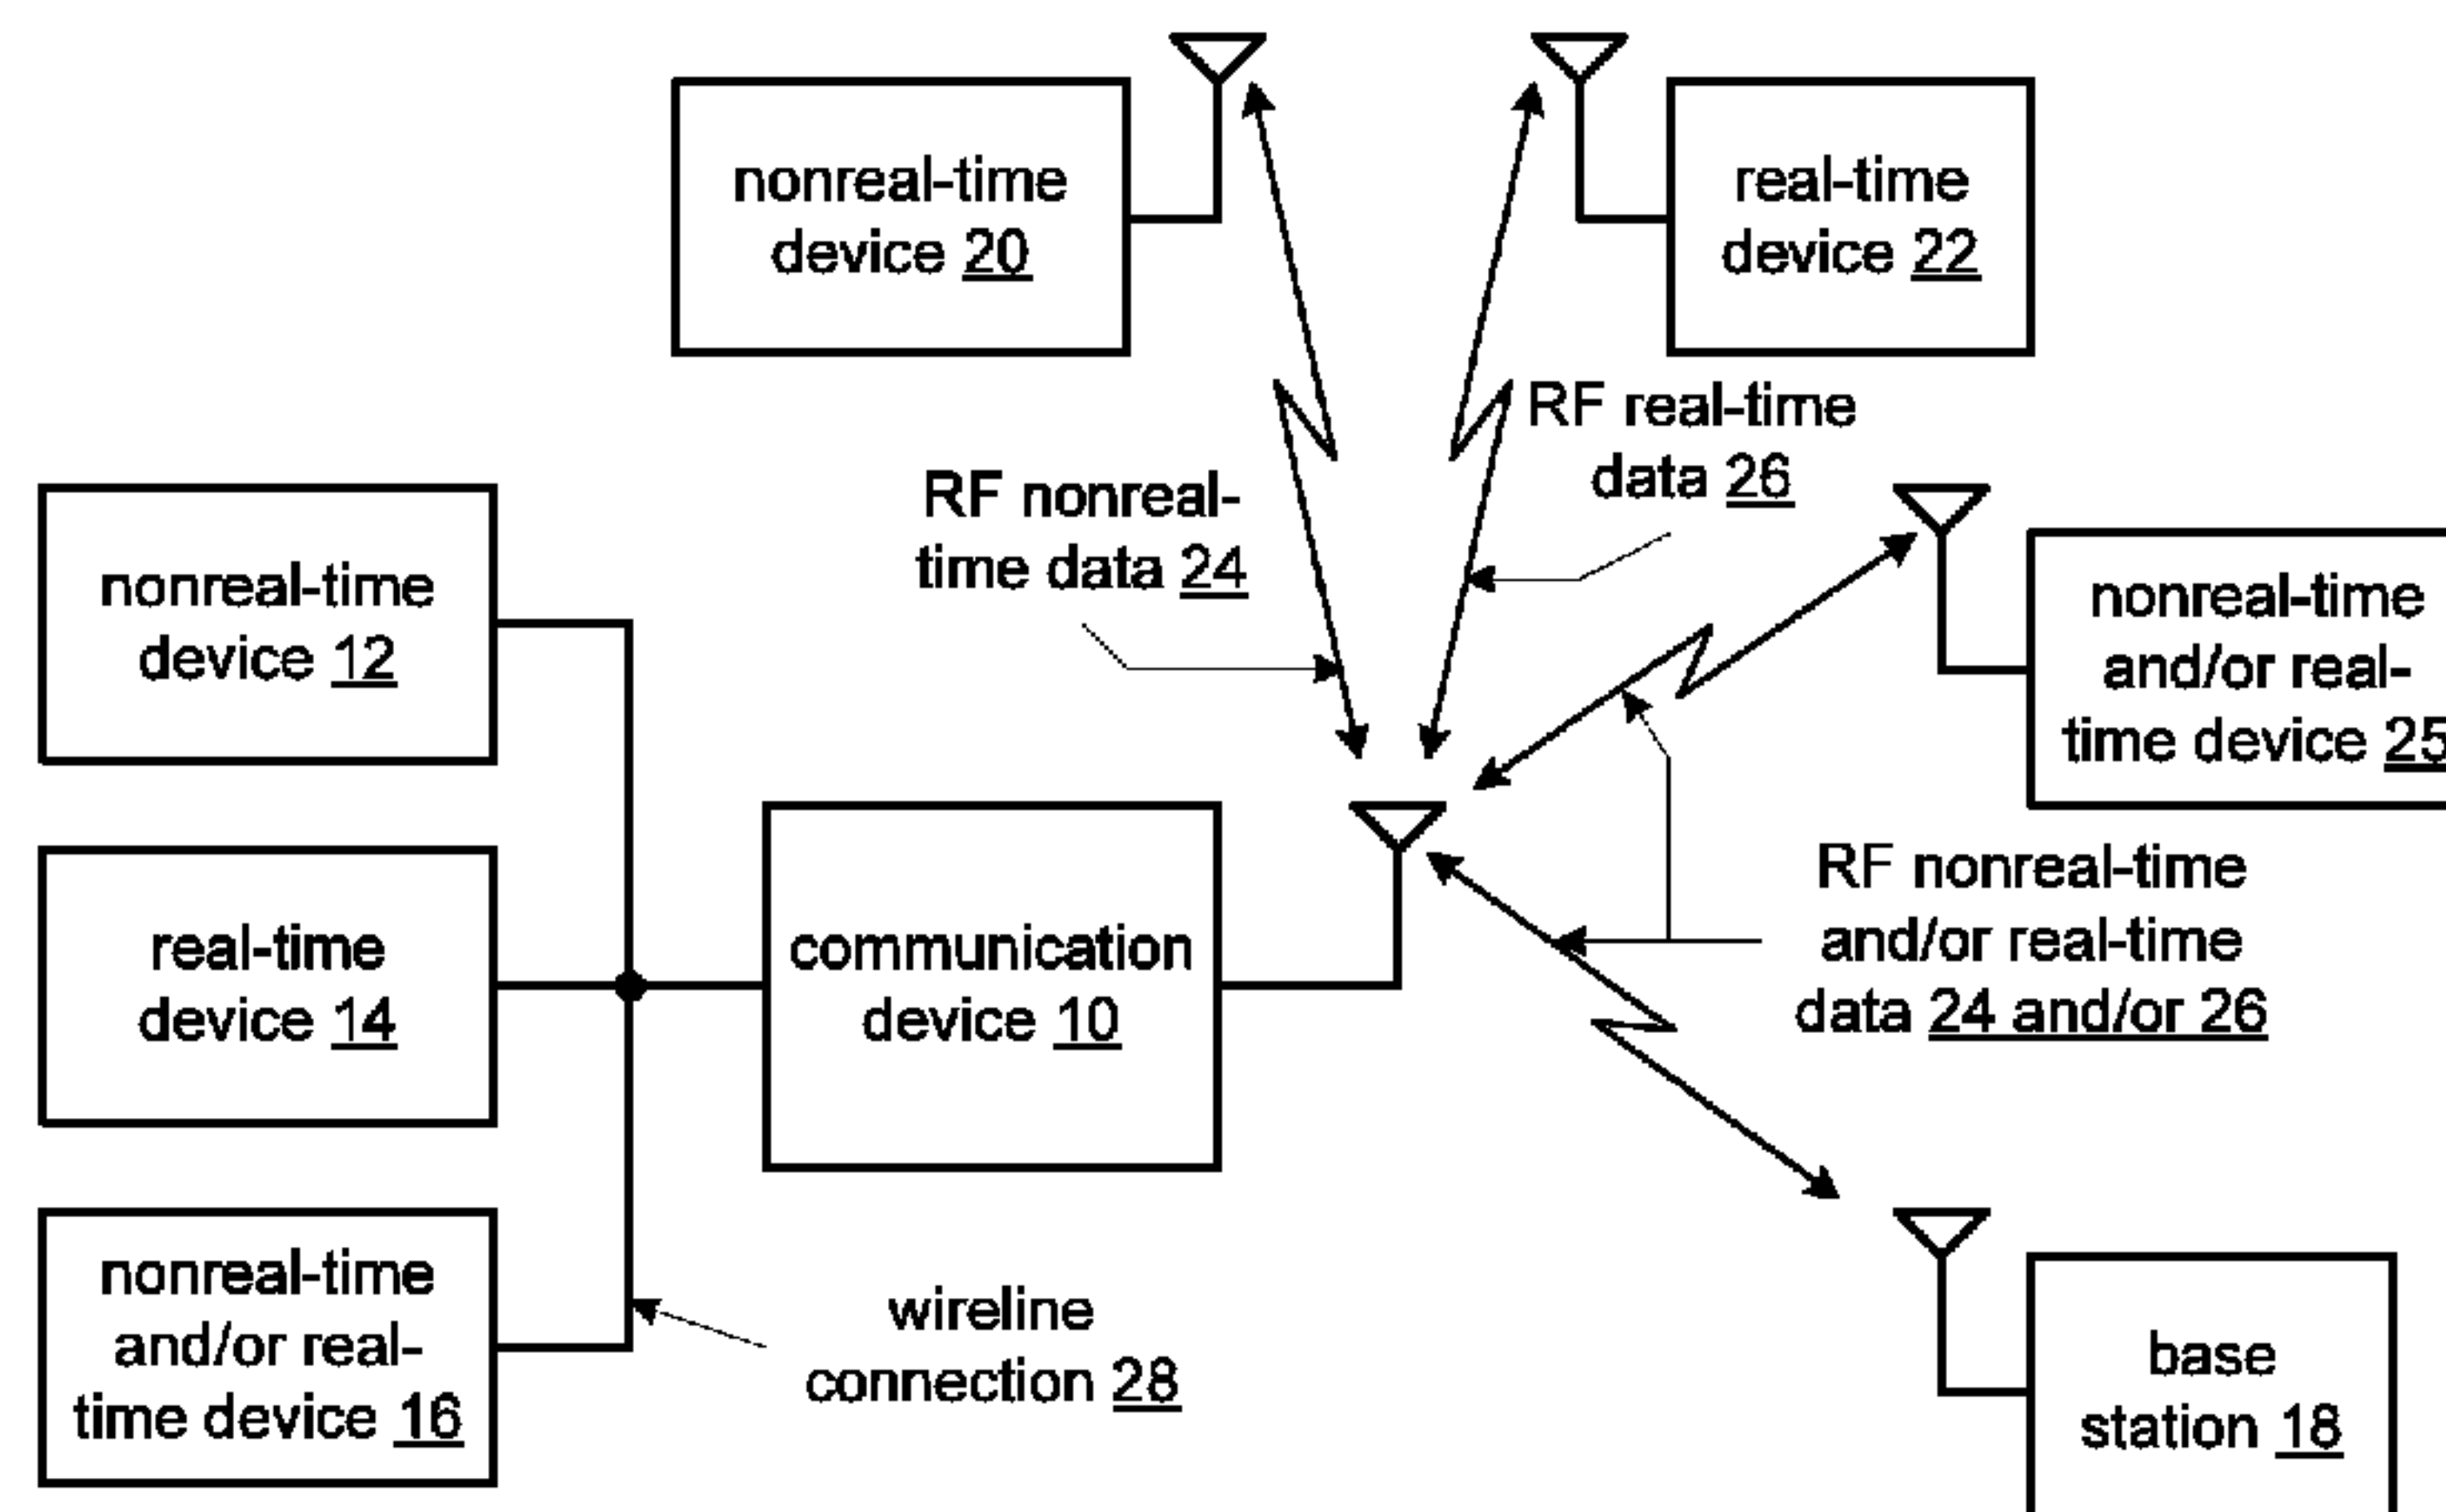 nonreal-time
device 20
real-time
device 22
RF real-time
data 26
RF nonreal-
time data 24
nonreal-time
device 12
nonreal-time
and/or real-
time device 25
real-time
device 14
communication
device 10
RF nonreal-time
and/or real-time
data 24 and/or 26
nonreal-time
and/or real-
time device 16
wireline
connection 28
base
station 18